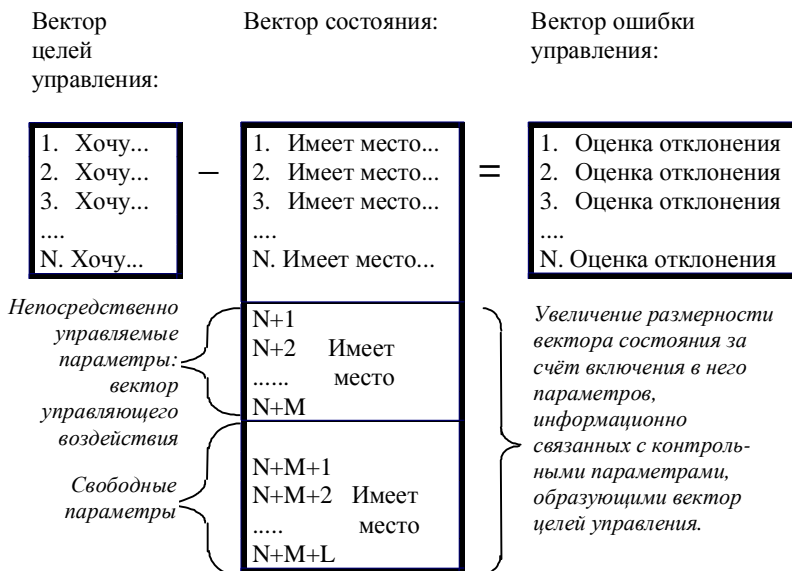 Вектор
целей
управления:
Вектор состояния:
Вектор ошибки
управления:
1. Хочу...
2. Хочу...
3. Хочу...
....
N. Хочу...
–
1. Имеет место...
2. Имеет место...
3. Имеет место...
....
N. Имеет место...
=
1. Оценка отклонения
2. Оценка отклонения
3. Оценка отклонения
....
N. Оценка отклонения
Непосредственно
управляемые
параметры:
вектор
управляющего
воздействия
N+1
N+2 Имеет
...... место
N+M
Свободные
параметры
N+M+1
N+M+2 Имеет
..... место
N+M+L
Увеличение размерности
вектора состояния за
счёт включения в него
параметров,
информационно
связанных с контроль-
ными параметрами,
образующими вектор
целей управления.